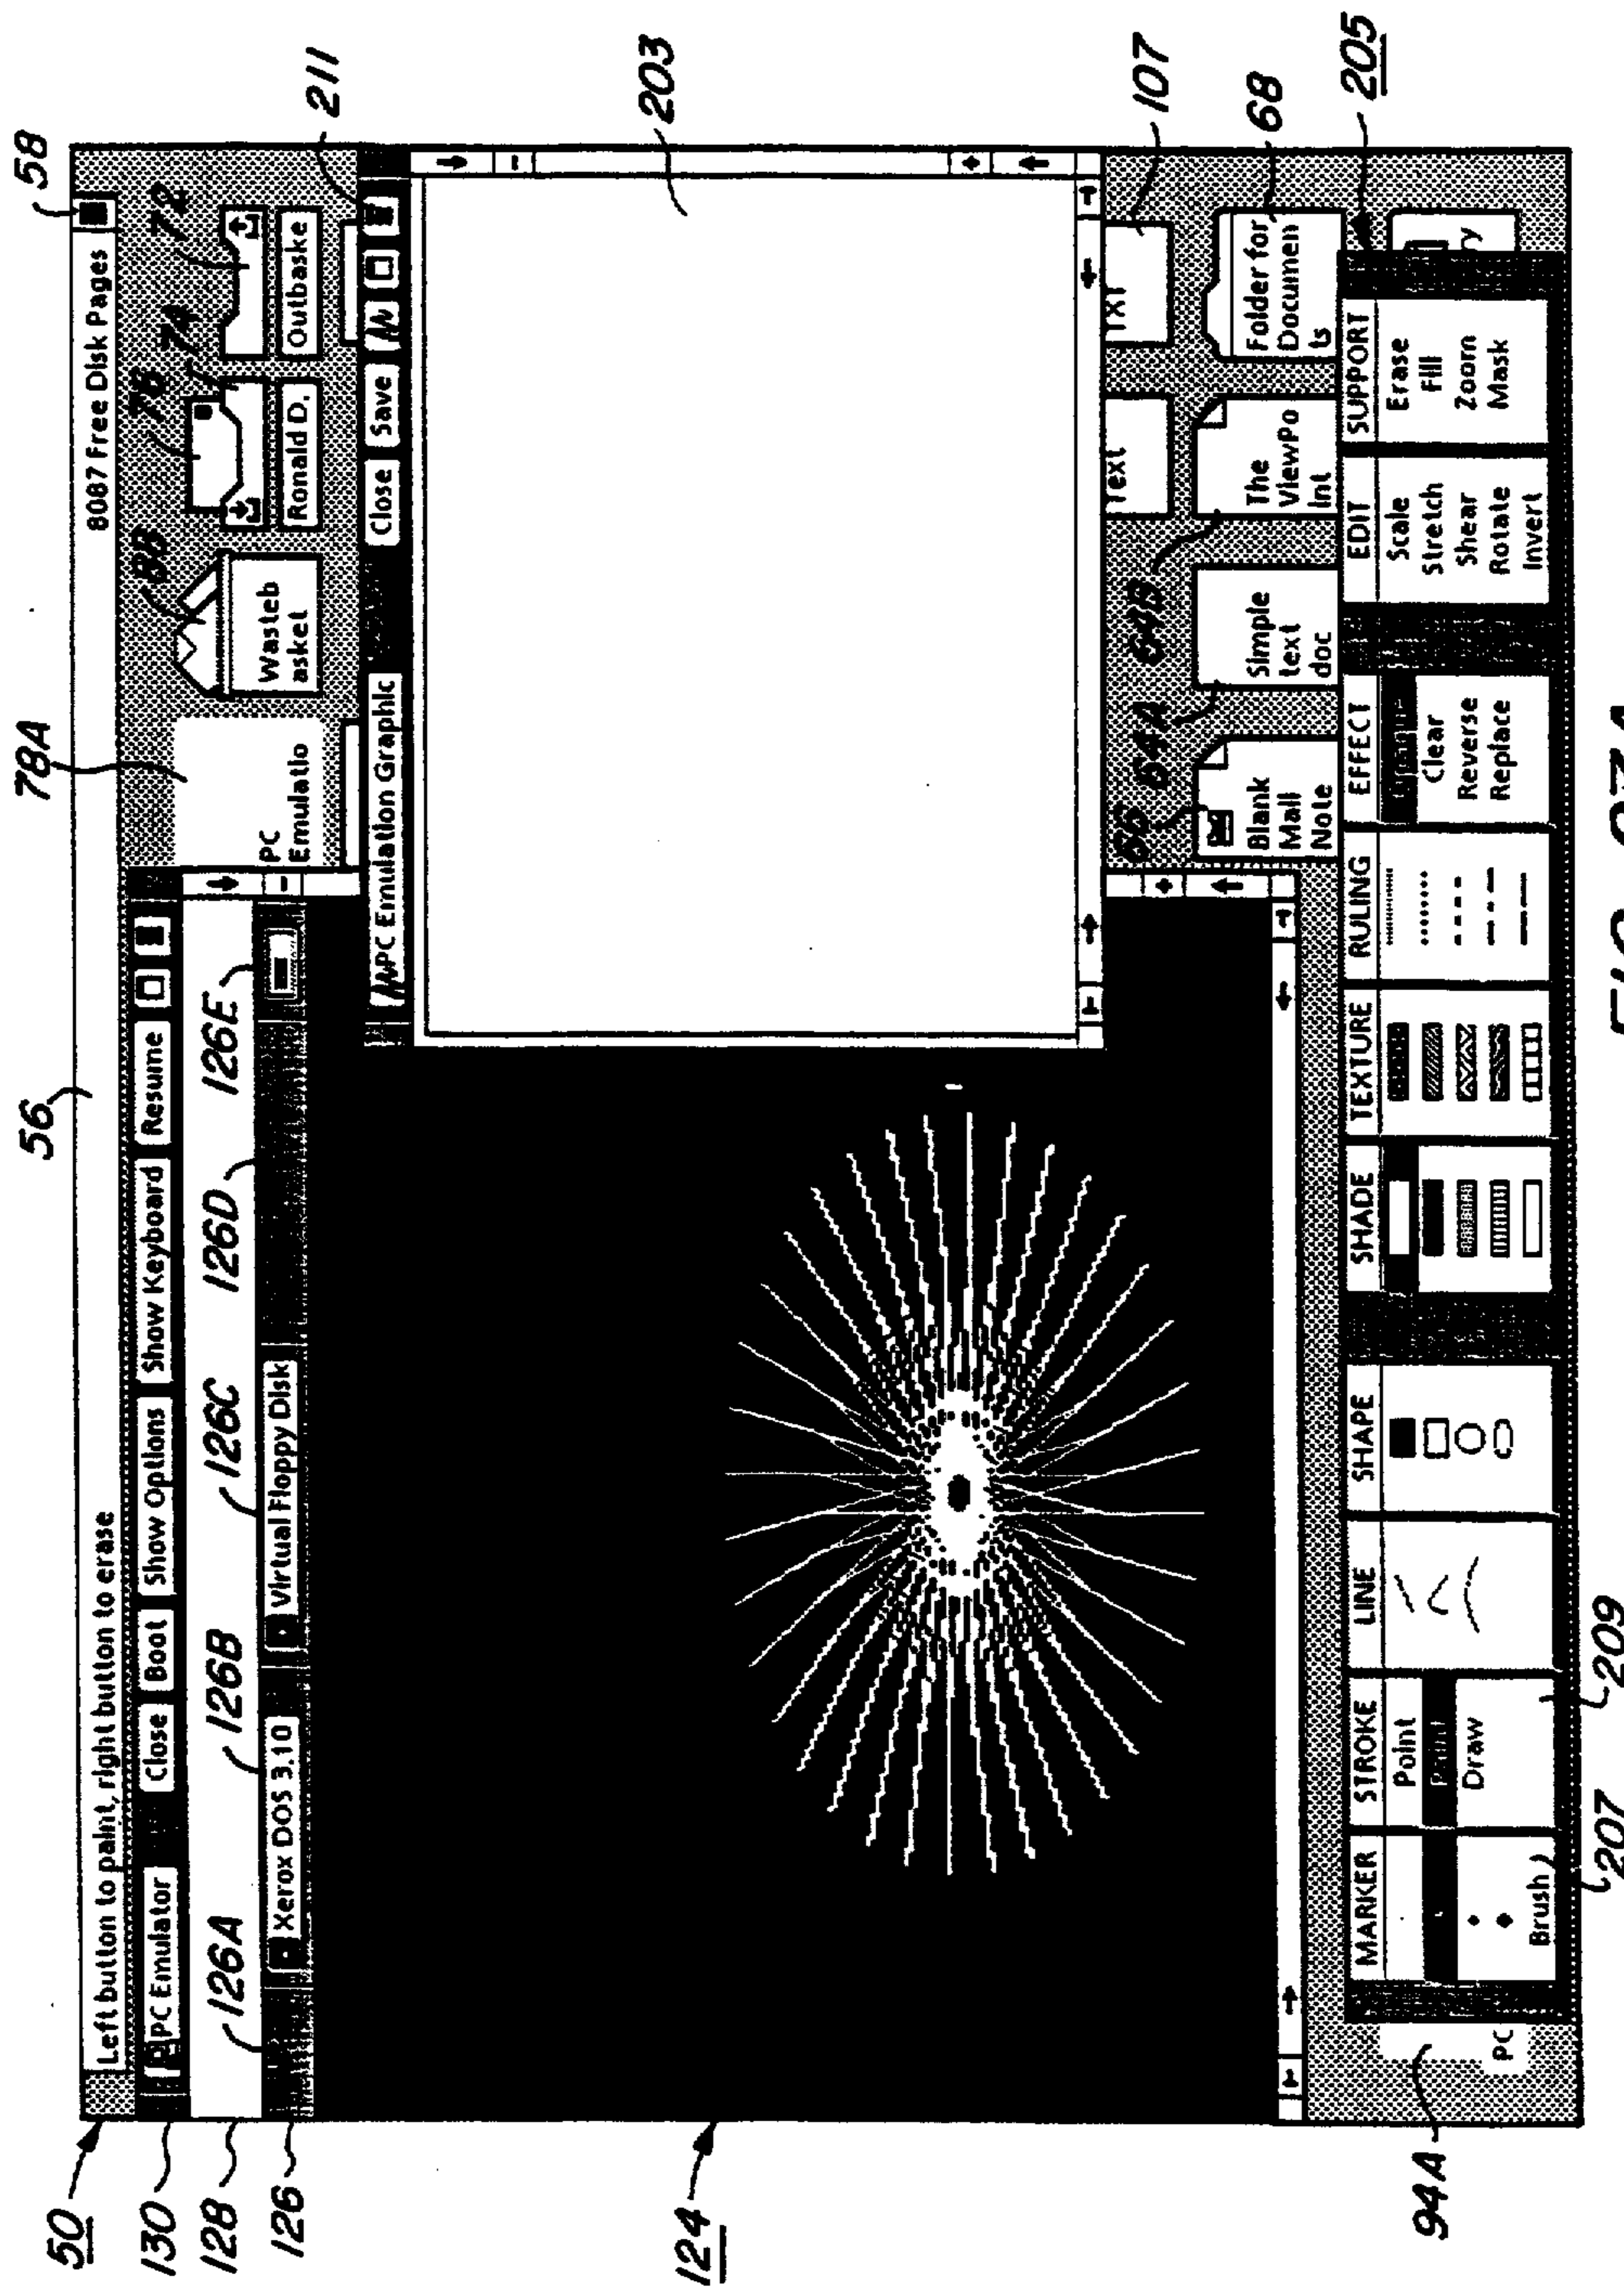 50
56
58
Left button to paint, right button to erase
8087 Free Disk Pages
130
PC Emulator
Close
Boot
Show Options
Show Keyboard
Resume
128
126A
126B
126C
126D
126E
126
Xerox DOS 3.10
Virtual Floppy Disk
78A
88
76
74
72
PC
Emulatio
Wasteb
asket
Ronald D.
Outbaske
211
PC Emulation Graphic
Close
Save
203
124
Text
TXT
107
66
64A
64B
68
Blank
Mail
Note
Simple
text
doc
The
ViewPo
int
Folder for
Documen
ts
205
94A
PC
ry
MARKER
Brush
STROKE
Point
Paint
Draw
LINE
SHAPE
SHADE
TEXTURE
RULING
EFFECT
Clear
Reverse
Replace
EDIT
Scale
Stretch
Shear
Rotate
Invert
SUPPORT
Erase
Fill
Zoom
Mask
207
209